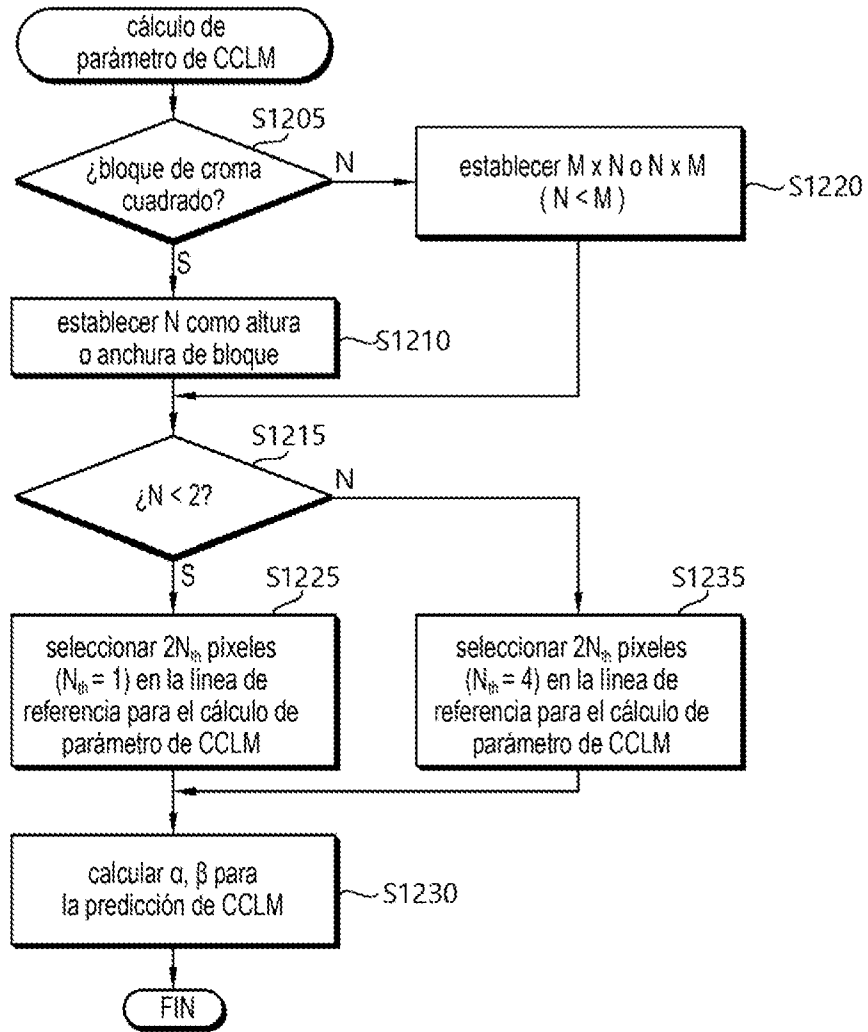 cálculo de
parámetro de CCLM
S1205
¿bloque de croma
cuadrado?
N
establecer M x N o N x M
( N < M )
S1220
S
establecer N como altura
o anchura de bloque
S1210
S1215
¿N < 2?
N
S
S1225
seleccionar 2Nth píxeles
(Nth = 1) en la línea de
referencia para el cálculo de
parámetro de CCLM
S1235
seleccionar 2Nth píxeles
(Nth = 4) en la línea de
referencia para el cálculo de
parámetro de CCLM
calcular α, β para
la predicción de CCLM
S1230
FIN